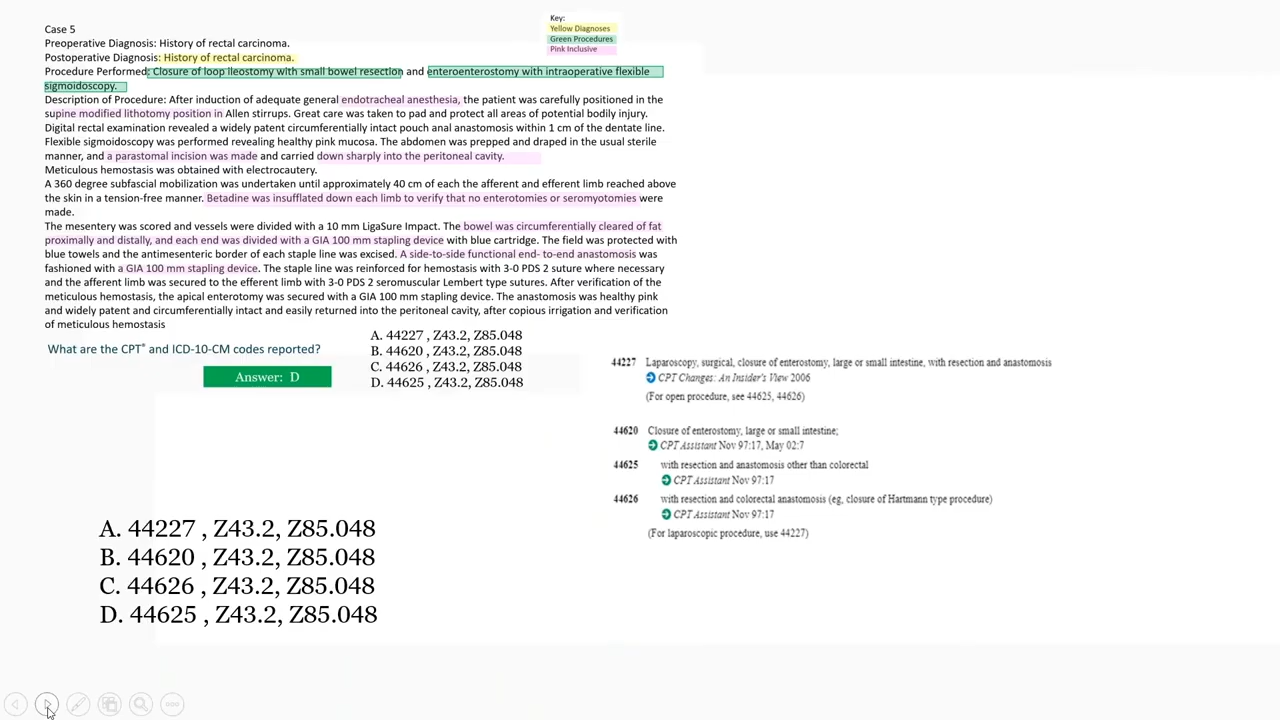 Case 5
Key:
Yellow Diagnoses
Green Procedures
Pink Inclusive
Preoperative Diagnosis: History of rectal carcinoma.
Postoperative Diagnosis: History of rectal carcinoma.
Procedure Performed: Closure of loop ileostomy with small bowel resection and enteroenterostomy with intraoperative flexible
sigmoidoscopy.
Description of Procedure: After induction of adequate general endotracheal anesthesia, the patient was carefully positioned in the
supine modified lithotomy position in Allen stirrups. Great care was taken to pad and protect all areas of potential bodily injury.
Digital rectal examination revealed a widely patent circumferentially intact pouch anal anastomosis within 1 cm of the dentate line.
Flexible sigmoidoscopy was performed revealing healthy pink mucosa. The abdomen was prepped and draped in the usual sterile
manner, and a parastomal incision was made and carried down sharply into the peritoneal cavity.
Meticulous hemostasis was obtained with electrocautery.
A 360 degree subfascial mobilization was undertaken until approximately 40 cm of each the afferent and efferent limb reached above
the skin in a tension-free manner. Betadine was insufflated down each limb to verify that no enterotomies or seromyotomies were
made.
The mesentery was scored and vessels were divided with a 10 mm LigaSure Impact. The bowel was circumferentially cleared of fat
proximally and distally, and each end was divided with a GIA 100 mm stapling device with blue cartridge. The field was protected with
blue towels and the antimesenteric border of each staple line was excised. A side-to-side functional end- to-end anastomosis was
fashioned with a GIA 100 mm stapling device. The staple line was reinforced for hemostasis with 3-0 PDS 2 suture where necessary
and the afferent limb was secured to the efferent limb with 3-0 PDS 2 seromuscular Lembert type sutures. After verification of the
meticulous hemostasis, the apical enterotomy was secured with a GIA 100 mm stapling device. The anastomosis was healthy pink
and widely patent and circumferentially intact and easily returned into the peritoneal cavity, after copious irrigation and verification
of meticulous hemostasis
What are the CPT® and ICD-10-CM codes reported?
Answer: D
A. 44227 , Z43.2, Z85.048
B. 44620 , Z43.2, Z85.048
C. 44626 , Z43.2, Z85.048
D. 44625 , Z43.2, Z85.048
44227 Laparoscopy, surgical, closure of enterostomy, large or small intestine, with resection and anastomosis
CPT Changes: An Insider's View 2006
(For open procedure, see 44625, 44626)
44620 Closure of enterostomy, large or small intestine;
CPT Assistant Nov 97:17, May 02:7
44625 with resection and anastomosis other than colorectal
CPT Assistant Nov 97:17
44626 with resection and colorectal anastomosis (eg, closure of Hartmann type procedure)
CPT Assistant Nov 97:17
(For laparoscopic procedure, use 44227)
A. 44227 , Z43.2, Z85.048
B. 44620 , Z43.2, Z85.048
C. 44626 , Z43.2, Z85.048
D. 44625 , Z43.2, Z85.048